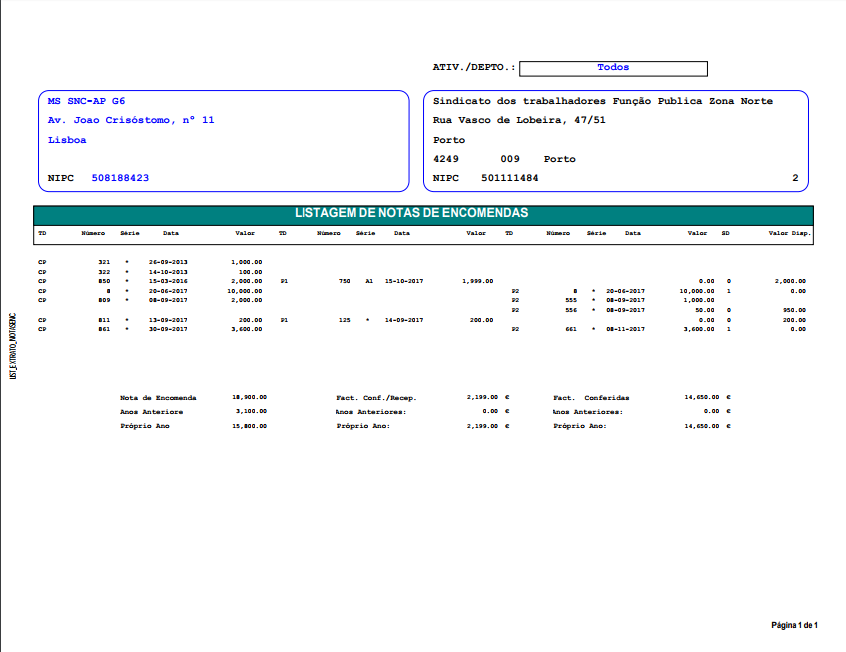 ATIV./DEPTO.: Todos
MS SNC-AP G6
Av. Joao Crisóstomo, nº 11
Lisboa
NIPC 508188423
Sindicato dos trabalhadores Função Publica Zona Norte
Rua Vasco de Lobeira, 47/51
Porto
4249 009 Porto
NIPC 501111484 2
LISTAGEM DE NOTAS DE ENCOMENDAS
TD Número Série Data Valor TD Número Série Data Valor TD Número Série Data Valor SD Valor Disp.
CP 321 * 26-09-2013 1,000.00
CP 322 * 14-10-2013 100.00
CP 850 * 15-03-2016 2,000.00 P1 750 A1 15-10-2017 1,999.00 0.00 0 2,000.00
CP 8 * 20-06-2017 10,000.00 P2 8 * 20-06-2017 10,000.00 1 0.00
CP 809 * 08-09-2017 2,000.00 P2 555 * 08-09-2017 1,000.00
P2 556 * 08-09-2017 50.00 0 950.00
CP 811 * 13-09-2017 200.00 P1 125 * 14-09-2017 200.00 0.00 0 200.00
CP 861 * 30-09-2017 3,600.00 P2 661 * 08-11-2017 3,600.00 1 0.00
LIST_EXTRATO_NOTASENC
Nota de Encomenda 18,900.00 Fact. Conf./Recep. 2,199.00 € Fact. Conferidas 14,650.00 €
Anos Anteriore 3,100.00 Anos Anteriores: 0.00 € Anos Anteriores: 0.00 €
Próprio Ano 15,800.00 Próprio Ano: 2,199.00 € Próprio Ano: 14,650.00 €
Página 1 de 1